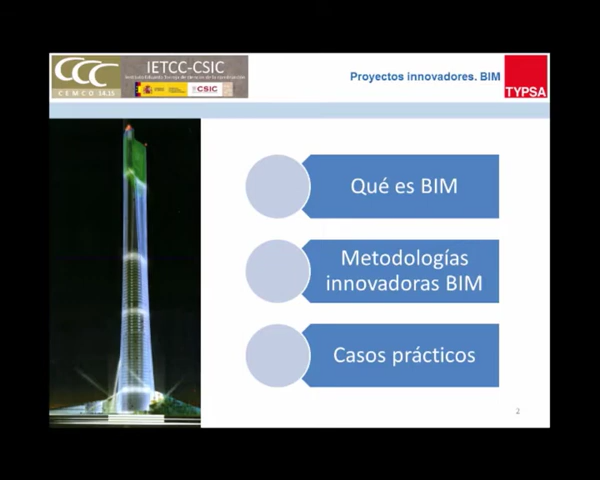 CCC
CEMCO 14.15
IETCC-CSIC
CSIC
Proyectos innovadores. BIM
TYPSA
Qué es BIM
Metodologías
innovadoras BIM
Casos prácticos
2